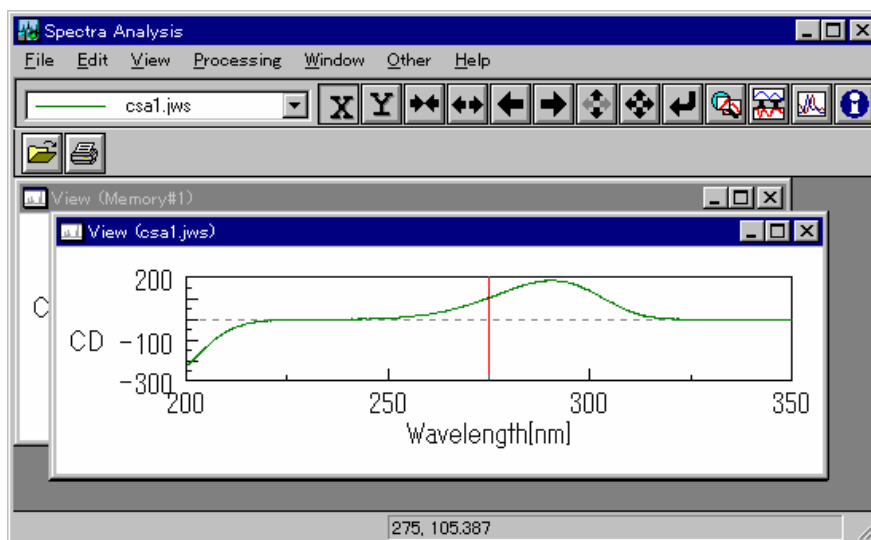 Spectra Analysis
File Edit View Processing Window Other Help
csa1.jws X Y
View (Memory#1)
View (csa1.jws)
C
200
CD -100
-300
200 250 300 350
Wavelength[nm]
275, 105.387